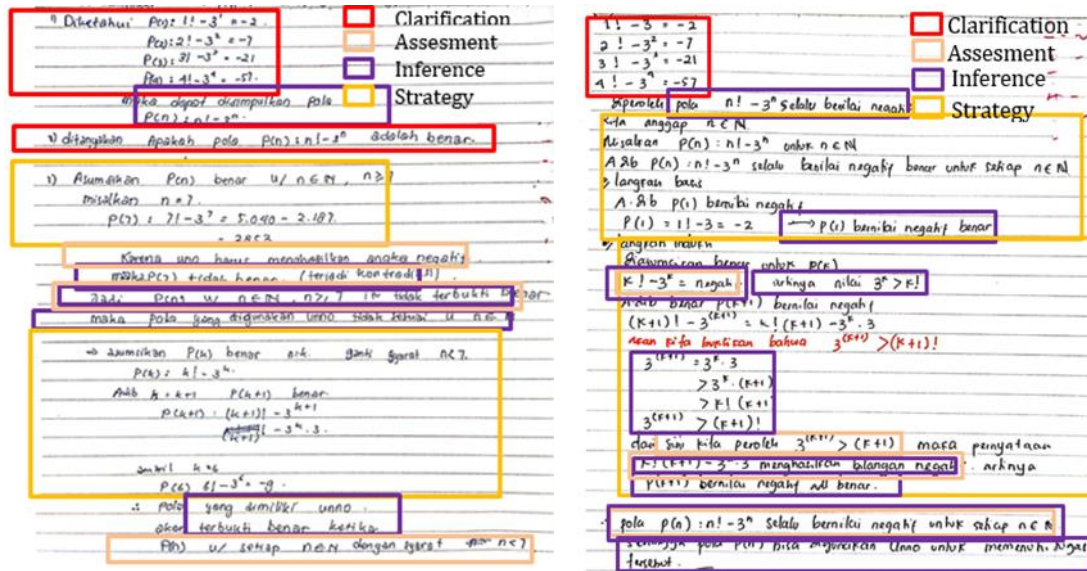 1) Diketahui P(1): 1! - 3¹ = -2.
P(2): 2! - 3² = -7
P(3): 3! - 3³ = -21
P(4): 4! - 3⁴ = -57.
maka dapat disimpulkan pola
P(n): n! - 3ⁿ.
2) ditanyakan Apakah pola P(n): n! - 3ⁿ adalah benar.
3) Asumsikan P(n) benar u/ n ∈ N, n ≥ 7
misalkan n = 7.
P(7): 7! - 3⁷ = 5.040 - 2.187.
= 2853
Karena uno harus menghasilkan angka negatif
maka P(7) tidak benar. (terjadi kontradiksi)
Jadi P(n) u/ n ∈ N, n ≥ 7 itu tidak terbukti benar
maka pola yang digunakan unno tidak sesuai u n ∈ N
→ asumsikan P(k) benar ganti syarat n < 7.
P(k): k! - 3ᵏ.
Adib k = k+1 P(k+1) benar.
P(k+1): (k+1)! - 3ᵏ⁺¹
(k+1)! - 3ᵏ · 3.
ambil k = 6
P(6) 6! - 3⁶ = -9.
∴ Pola yang dimiliki unno.
akan terbukti benar ketika
P(n) u/ setiap n ∈ N dengan syarat n < 7
Clarification
Assesment
Inference
Strategy
1! - 3 = -2
2! - 3² = -7
3! - 3³ = -21
4! - 3⁴ = -57
diperoleh pola n! - 3ⁿ selalu bernilai negatif
Kita anggap n ∈ N
Misalkan P(n): n! - 3ⁿ untuk n ∈ N
A.dib P(n): n! - 3ⁿ selalu bernilai negatif benar untuk setiap n ∈ N
langkah basis
A.dib P(1) bernilai negatif
P(1) = 1! - 3 = -2 → P(1) bernilai negatif benar
langkah induksi
diasumsikan benar untuk P(k)
k! - 3ᵏ = negatif artinya nilai 3ᵏ > k!
A.dib benar P(k+1) bernilai negatif
(k+1)! - 3⁽ᵏ⁺¹⁾ = k!(k+1) - 3ᵏ · 3
akan kita buktikan bahwa 3⁽ᵏ⁺¹⁾ > (k+1)!
3⁽ᵏ⁺¹⁾ = 3ᵏ · 3
> 3ᵏ · (k+1)
> k! (k+1)
3⁽ᵏ⁺¹⁾ > (k+1)!
dari sini kita peroleh 3⁽ᵏ⁺¹⁾ > (k+1) maka pernyataan
k!(k+1) - 3ᵏ · 3 menghasilkan bilangan negatif. artinya
P(k+1) bernilai negatif benar.
pola P(n): n! - 3ⁿ selalu bernilai negatif untuk setiap n ∈ N
sehingga pola P(n) bisa digunakan Unno untuk memenuhi
tersebut.
Clarification
Assesment
Inference
Strategy